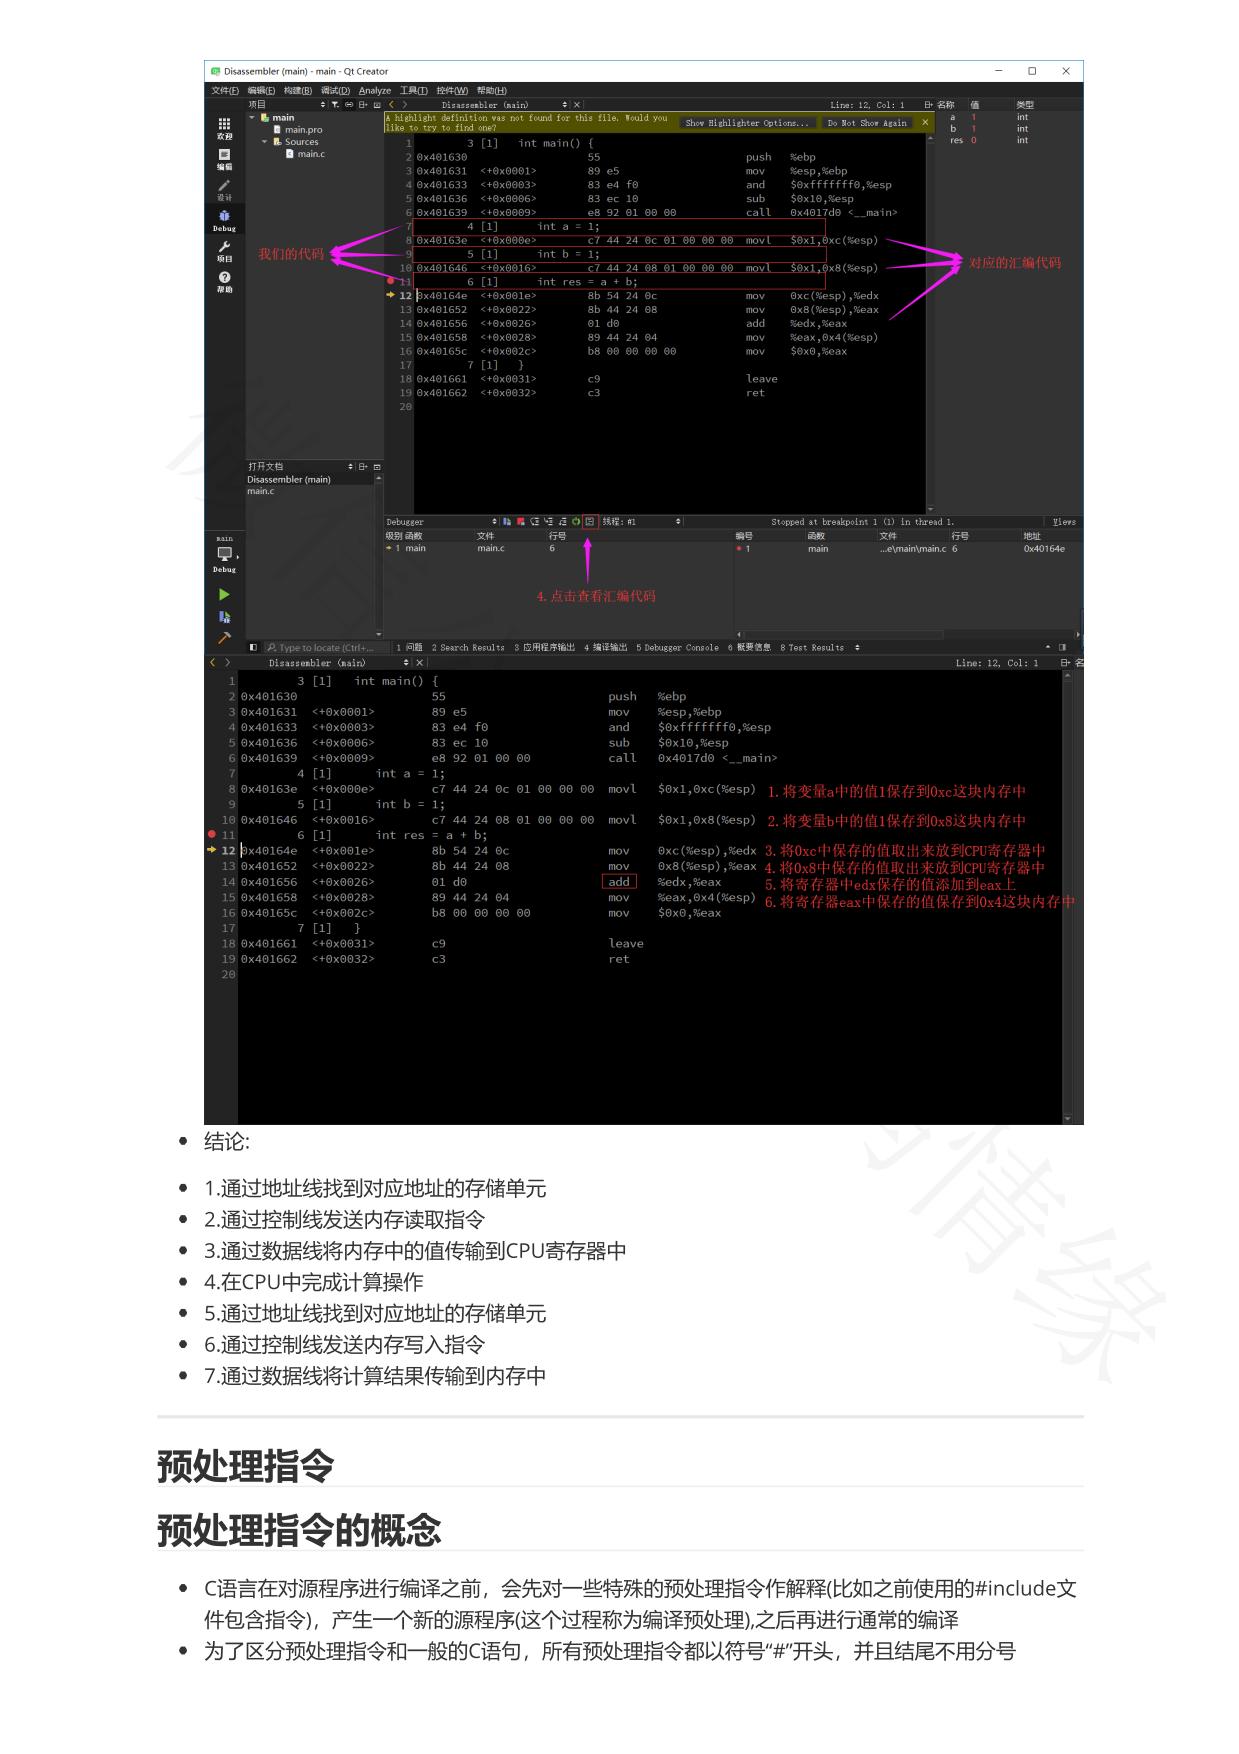 Disassembler (main) - main - Qt Creator
文件(F) 编辑(E) 构建(B) 调试(D) Analyze 工具(T) 控件(W) 帮助(H)
项目 Disassembler (main) Line: 12, Col: 1 名称 值 类型
A highlight definition was not found for this file. Would you
like to try to find one?
Show Highlighter Options... Do Not Show Again
a 1 int
b 1 int
res 0 int
main
main.pro
Sources
main.c
欢迎
编辑
设计
Debug
项目
帮助
1 3 [1] int main() {
2 0x401630 55 push %ebp
3 0x401631 <+0x0001> 89 e5 mov %esp,%ebp
4 0x401633 <+0x0003> 83 e4 f0 and $0xfffffff0,%esp
5 0x401636 <+0x0006> 83 ec 10 sub $0x10,%esp
6 0x401639 <+0x0009> e8 92 01 00 00 call 0x4017d0 <__main>
7 4 [1] int a = 1;
8 0x40163e <+0x000e> c7 44 24 0c 01 00 00 00 movl $0x1,0xc(%esp)
9 5 [1] int b = 1;
10 0x401646 <+0x0016> c7 44 24 08 01 00 00 00 movl $0x1,0x8(%esp)
11 6 [1] int res = a + b;
12 0x40164e <+0x001e> 8b 54 24 0c mov 0xc(%esp),%edx
13 0x401652 <+0x0022> 8b 44 24 08 mov 0x8(%esp),%eax
14 0x401656 <+0x0026> 01 d0 add %edx,%eax
15 0x401658 <+0x0028> 89 44 24 04 mov %eax,0x4(%esp)
16 0x40165c <+0x002c> b8 00 00 00 00 mov $0x0,%eax
17 7 [1] }
18 0x401661 <+0x0031> c9 leave
19 0x401662 <+0x0032> c3 ret
20
我们的代码
对应的汇编代码
打开文档
Disassembler (main)
main.c
Debugger 线程: #1 Stopped at breakpoint 1 (1) in thread 1. Views
级别 函数 文件 行号 编号 函数 文件 行号 地址
1 main main.c 6 1 main ...e\main\main.c 6 0x40164e
main
Debug
4.点击查看汇编代码
Type to locate (Ctrl+... 1 问题 2 Search Results 3 应用程序输出 4 编译输出 5 Debugger Console 6 概要信息 8 Test Results
Disassembler (main) Line: 12, Col: 1 名
1 3 [1] int main() {
2 0x401630 55 push %ebp
3 0x401631 <+0x0001> 89 e5 mov %esp,%ebp
4 0x401633 <+0x0003> 83 e4 f0 and $0xfffffff0,%esp
5 0x401636 <+0x0006> 83 ec 10 sub $0x10,%esp
6 0x401639 <+0x0009> e8 92 01 00 00 call 0x4017d0 <__main>
7 4 [1] int a = 1;
8 0x40163e <+0x000e> c7 44 24 0c 01 00 00 00 movl $0x1,0xc(%esp) 1.将变量a中的值1保存到0xc这块内存中
9 5 [1] int b = 1;
10 0x401646 <+0x0016> c7 44 24 08 01 00 00 00 movl $0x1,0x8(%esp) 2.将变量b中的值1保存到0x8这块内存中
11 6 [1] int res = a + b;
12 0x40164e <+0x001e> 8b 54 24 0c mov 0xc(%esp),%edx 3.将0xc中保存的值取出来放到CPU寄存器中
13 0x401652 <+0x0022> 8b 44 24 08 mov 0x8(%esp),%eax 4.将0x8中保存的值取出来放到CPU寄存器中
14 0x401656 <+0x0026> 01 d0 add %edx,%eax 5.将寄存器中edx保存的值添加到eax上
15 0x401658 <+0x0028> 89 44 24 04 mov %eax,0x4(%esp) 6.将寄存器eax中保存的值保存到0x4这块内存中
16 0x40165c <+0x002c> b8 00 00 00 00 mov $0x0,%eax
17 7 [1] }
18 0x401661 <+0x0031> c9 leave
19 0x401662 <+0x0032> c3 ret
20
结论:
1.通过地址线找到对应地址的存储单元
2.通过控制线发送内存读取指令
3.通过数据线将内存中的值传输到CPU寄存器中
4.在CPU中完成计算操作
5.通过地址线找到对应地址的存储单元
6.通过控制线发送内存写入指令
7.通过数据线将计算结果传输到内存中
预处理指令
预处理指令的概念
C语言在对源程序进行编译之前，会先对一些特殊的预处理指令作解释(比如之前使用的#include文
件包含指令)，产生一个新的源程序(这个过程称为编译预处理),之后再进行通常的编译
为了区分预处理指令和一般的C语句，所有预处理指令都以符号“#”开头，并且结尾不用分号
情缘